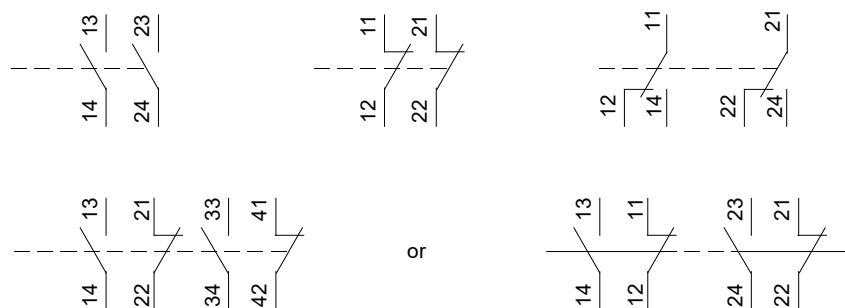 13 23 11 21 11 21
14 24 12 22 12 14 22 24
13 21 33 41 13 11 23 21
or
14 22 34 42 14 12 24 22